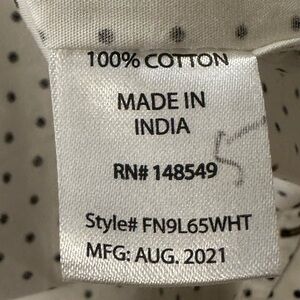 100% COTTON
MADE IN
INDIA
RN# 148549
Style# FN9L65WHT
MFG: AUG. 2021